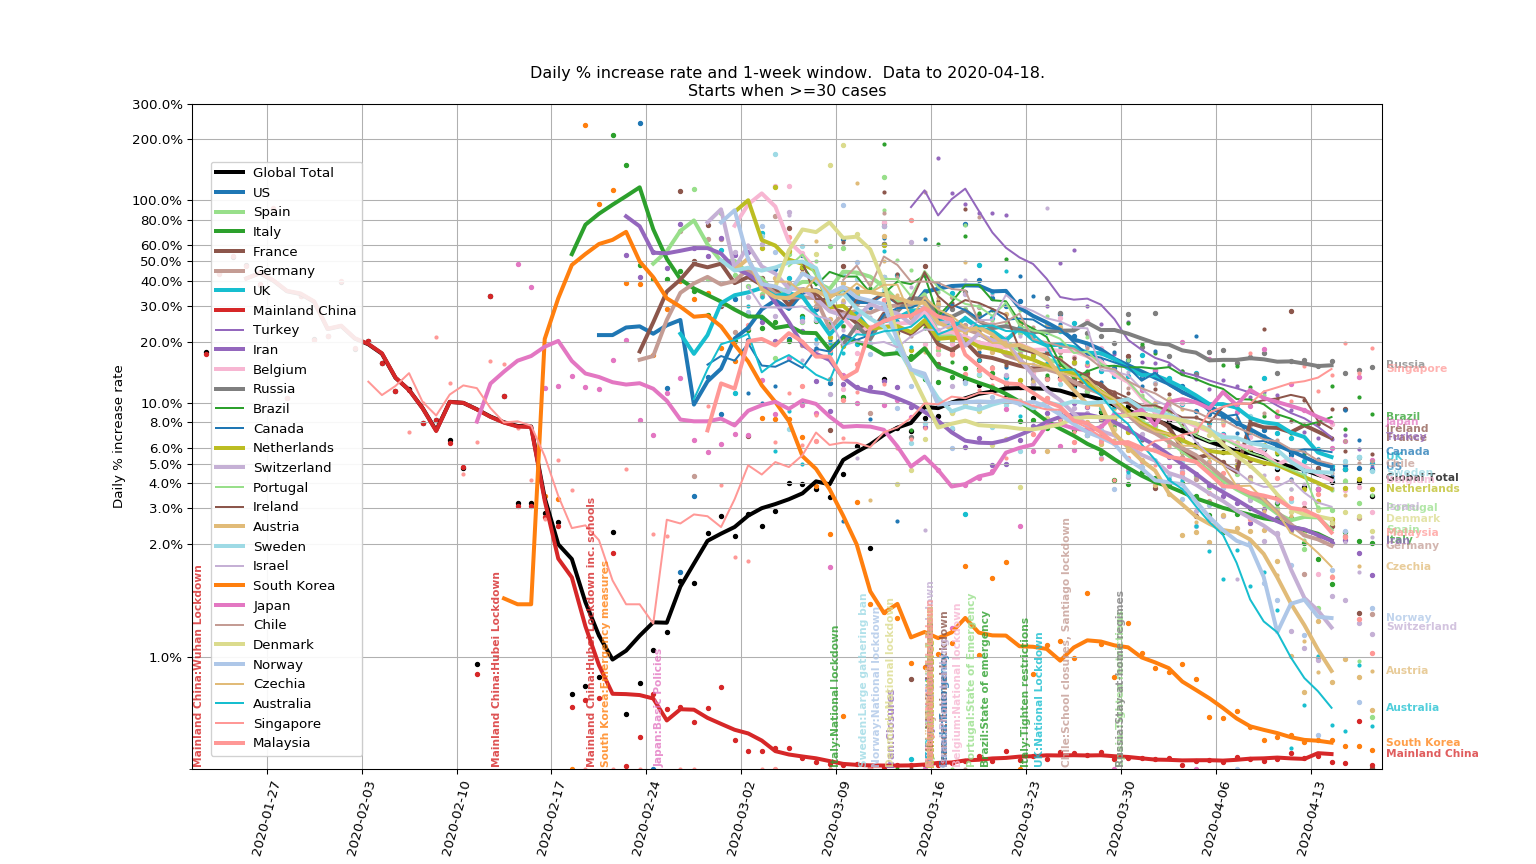 Daily % increase rate and 1-week window.  Data to 2020-04-18.
Starts when >=30 cases
Daily % increase rate
300.0%
200.0%
100.0%
80.0%
60.0%
50.0%
40.0%
30.0%
20.0%
10.0%
8.0%
6.0%
5.0%
4.0%
3.0%
2.0%
1.0%
Global Total
US
Spain
Italy
France
Germany
UK
Mainland China
Turkey
Iran
Belgium
Russia
Brazil
Canada
Netherlands
Switzerland
Portugal
Ireland
Austria
Sweden
Israel
South Korea
Japan
Chile
Denmark
Norway
Czechia
Australia
Singapore
Malaysia
Mainland China:Wuhan Lockdown
Mainland China:Hubei Lockdown
Mainland China:Hubei Lockdown inc. schools
South Korea:Emergency measures
Japan:Basic Policies
Italy:National lockdown
Sweden:Large gathering ban
Norway:National lockdown
Belgium:National lockdown
Portugal:State of Emergency
Brazil:State of emergency
Italy:Tighten restrictions
UK:National Lockdown
Chile:School closures, Santiago lockdown
Russia:Stay-at-home regimes
Russia
Singapore
Brazil
Japan
Ireland
Turkey
France
Canada
UK
Chile
US
Sweden
Global Total
Netherlands
Israel
Portugal
Denmark
Spain
Malaysia
Italy
Germany
Czechia
Norway
Switzerland
Austria
Australia
South Korea
Mainland China
2020-01-27
2020-02-03
2020-02-10
2020-02-17
2020-02-24
2020-03-02
2020-03-09
2020-03-16
2020-03-23
2020-03-30
2020-04-06
2020-04-13